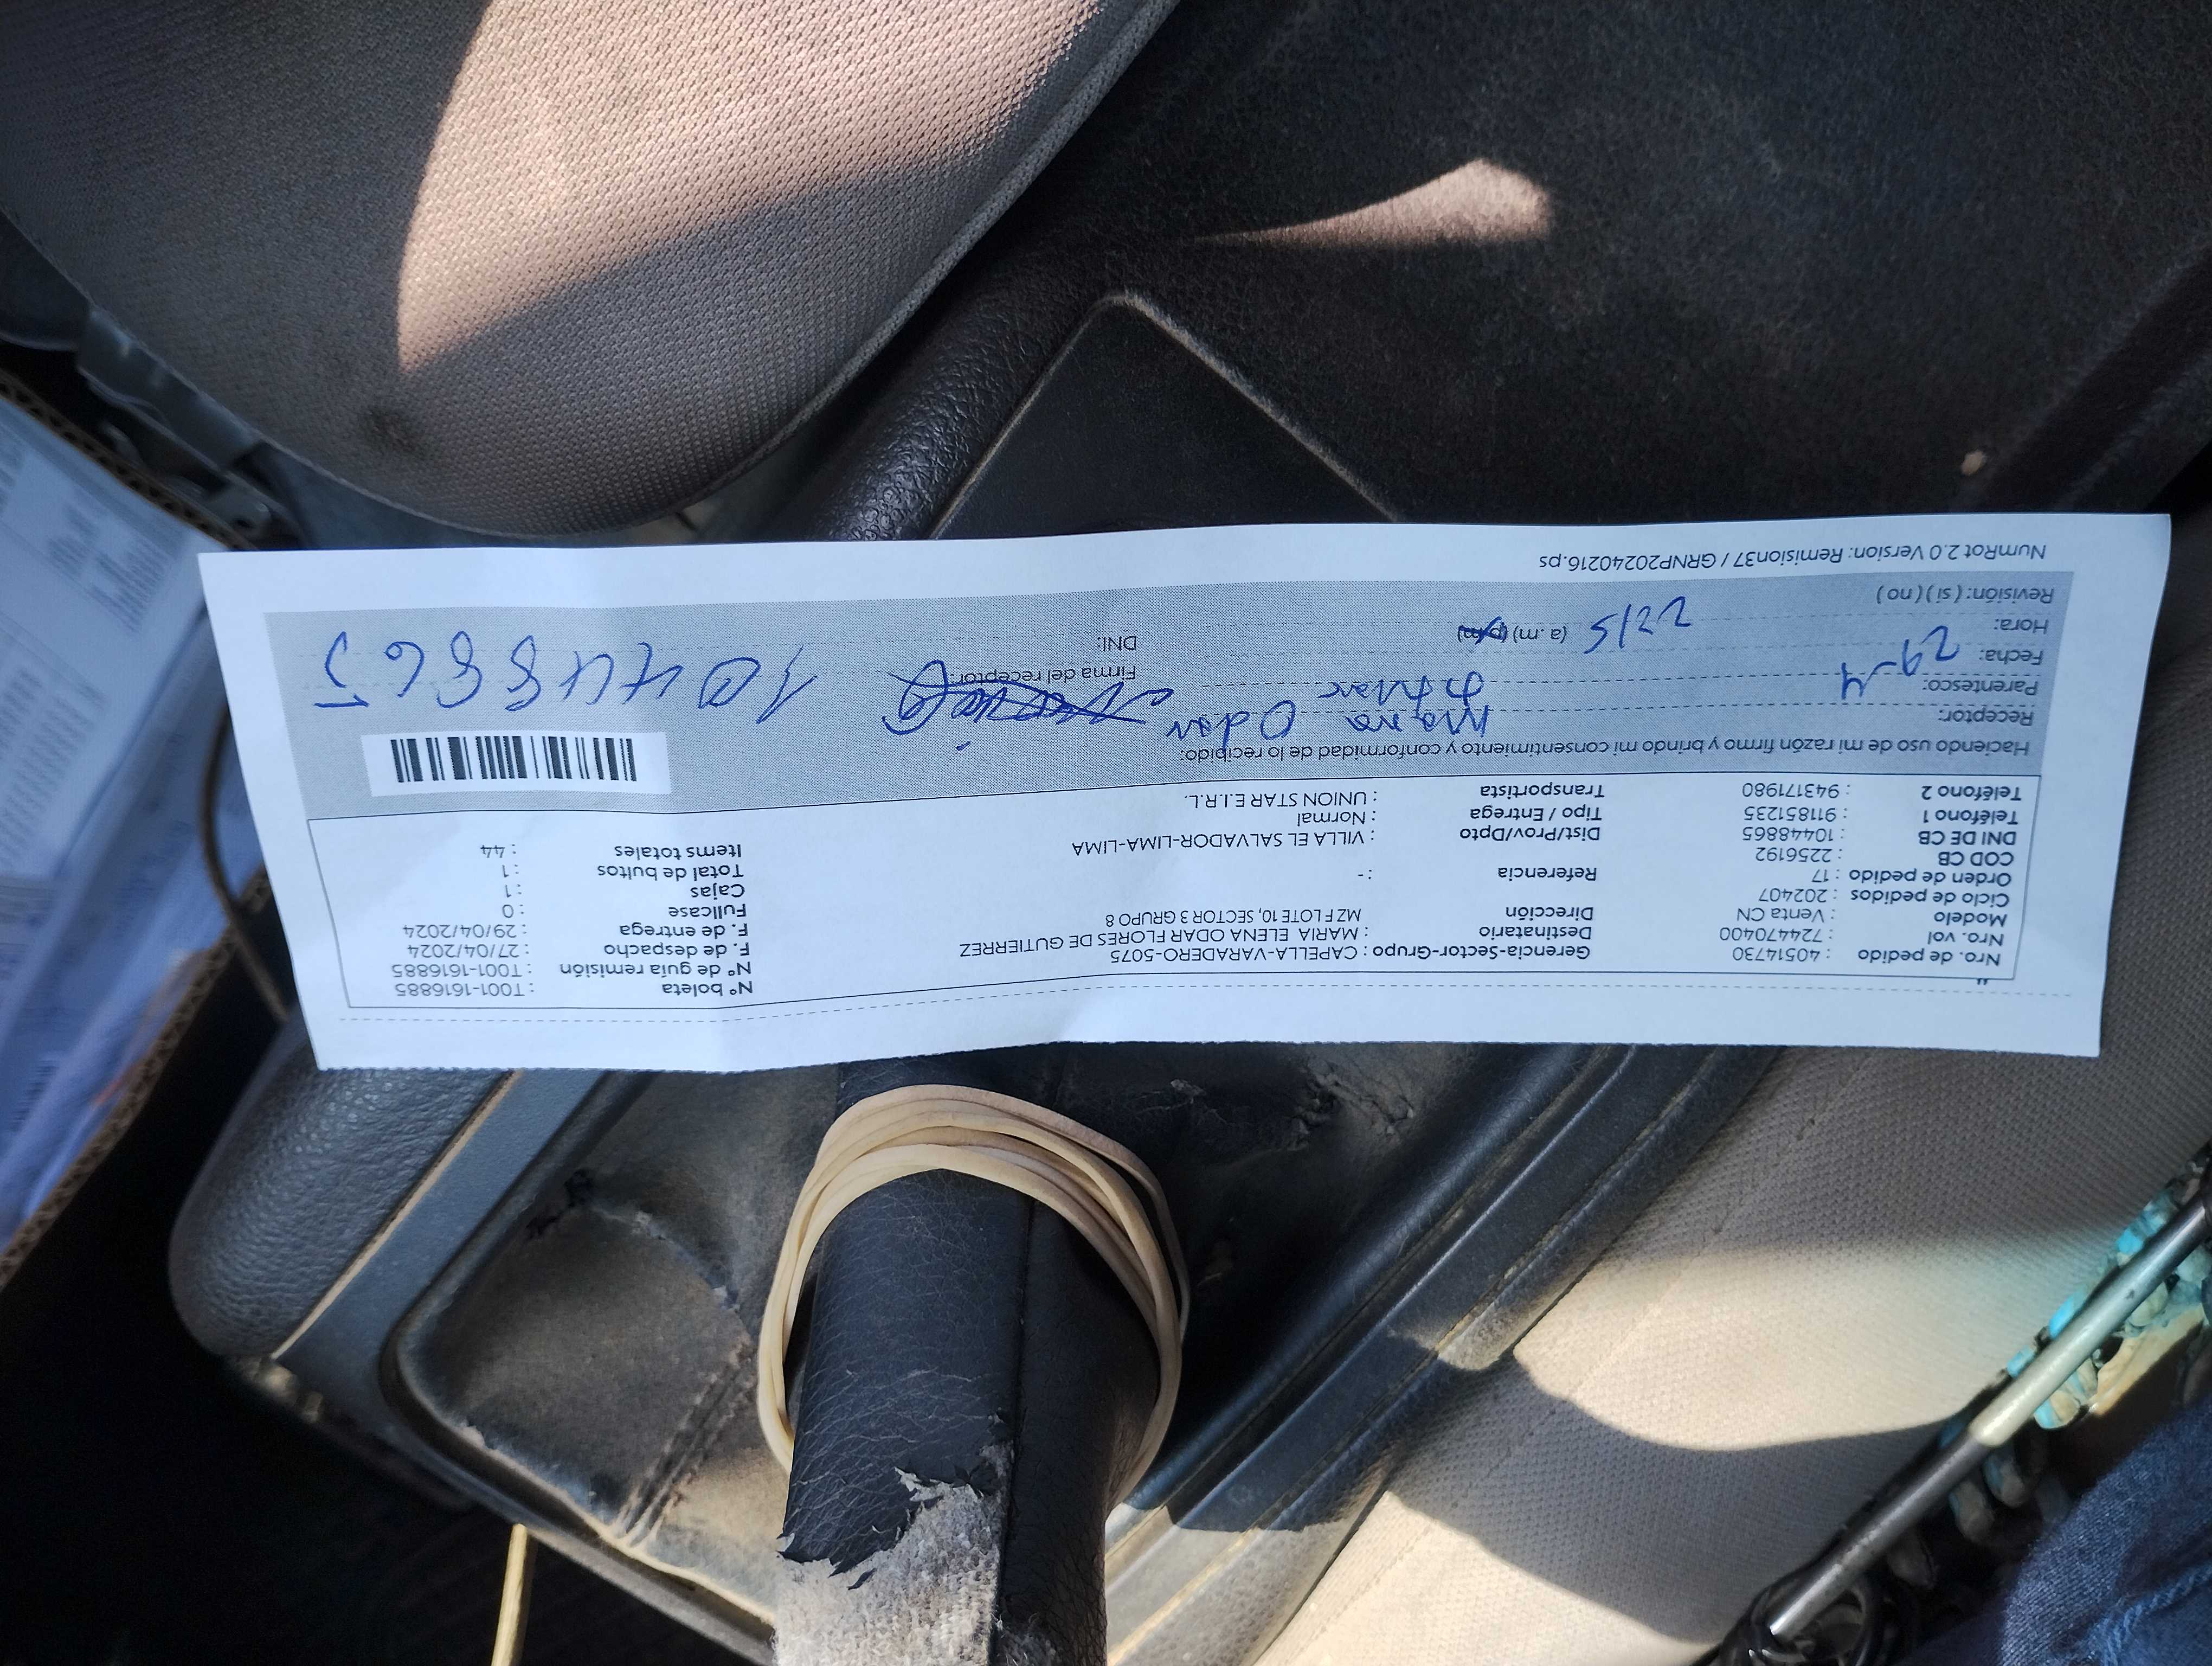 Nro. de pedido : 40514730
Nro. vol : 724470400
Modelo : Venta CN
Ciclo de pedidos : 202407
Orden de pedido : 17
COD CB : 2256192
DNI DE CB : 10448865
Teléfono 1 : 911851235
Teléfono 2 : 943171980
Gerencia-Sector-Grupo : CAPELLA-VARADERO-5075
Destinatario : MARIA ELENA ODAR FLORES DE GUTIERREZ
Dirección MZ F LOTE 10, SECTOR 3 GRUPO 8
Referencia : -
Dist/Prov/Dpto : VILLA EL SALVADOR-LIMA-LIMA
Tipo / Entrega : Normal
Transportista : UNION STAR E.I.R.L.
N° boleta : T001-1616885
N° de guía remisión : T001-1616885
F. de despacho : 27/04/2024
F. de entrega : 29/04/2024
Fullcase : 0
Cajas : 1
Total de bultos : 1
Items totales : 44
Haciendo uso de mi razón firmo y brindo mi consentimiento y conformidad de lo recibido:
Receptor: Maria Odar
Parentesco: titular
Fecha: 29-4
Hora: (a.m) (p.m)
Revisión: ( si ) ( no )
Firma del receptor:
DNI: 10448865
NumRot 2.0 Version: Remision37 / GRNP20240216.ps